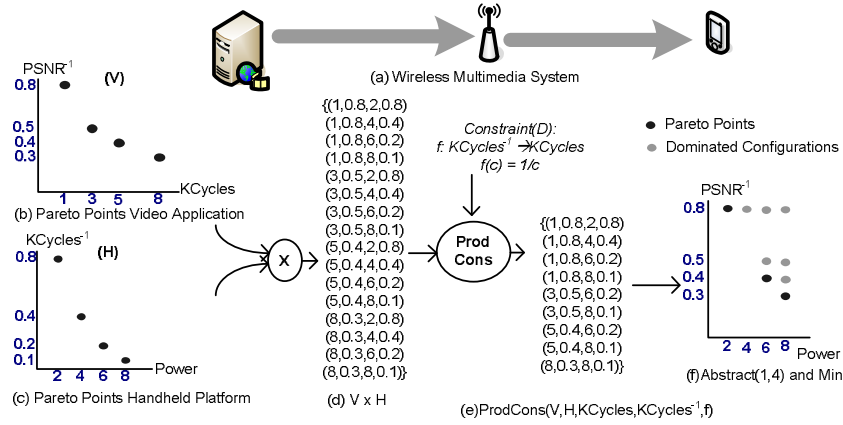 (a) Wireless Multimedia System
PSNR-1
(V)
0.8
0.5
0.4
0.3
1 3 5 8
KCycles
(b) Pareto Points Video Application
KCycles-1
(H)
0.8
0.4
0.2
0.1
2 4 6 8
Power
(c) Pareto Points Handheld Platform
X
{(1,0.8,2,0.8)
(1,0.8,4,0.4)
(1,0.8,6,0.2)
(1,0.8,8,0.1)
(3,0.5,2,0.8)
(3,0.5,4,0.4)
(3,0.5,6,0.2)
(3,0.5,8,0.1)
(5,0.4,2,0.8)
(5,0.4,4,0.4)
(5,0.4,6,0.2)
(5,0.4,8,0.1)
(8,0.3,2,0.8)
(8,0.3,4,0.4)
(8,0.3,6,0.2)
(8,0.3,8,0.1)}
(d) V x H
Constraint(D):
f: KCycles-1 →KCycles
f(c) = 1/c
Prod
Cons
{(1,0.8,2,0.8)
(1,0.8,4,0.4)
(1,0.8,6,0.2)
(1,0.8,8,0.1)
(3,0.5,6,0.2)
(3,0.5,8,0.1)
(5,0.4,6,0.2)
(5,0.4,8,0.1)
(8,0.3,8,0.1)}
(e)ProdCons(V,H,KCycles,KCycles-1,f)
Pareto Points
Dominated Configurations
PSNR-1
0.8
0.5
0.4
0.3
2 4 6 8
Power
(f)Abstract(1,4) and Min